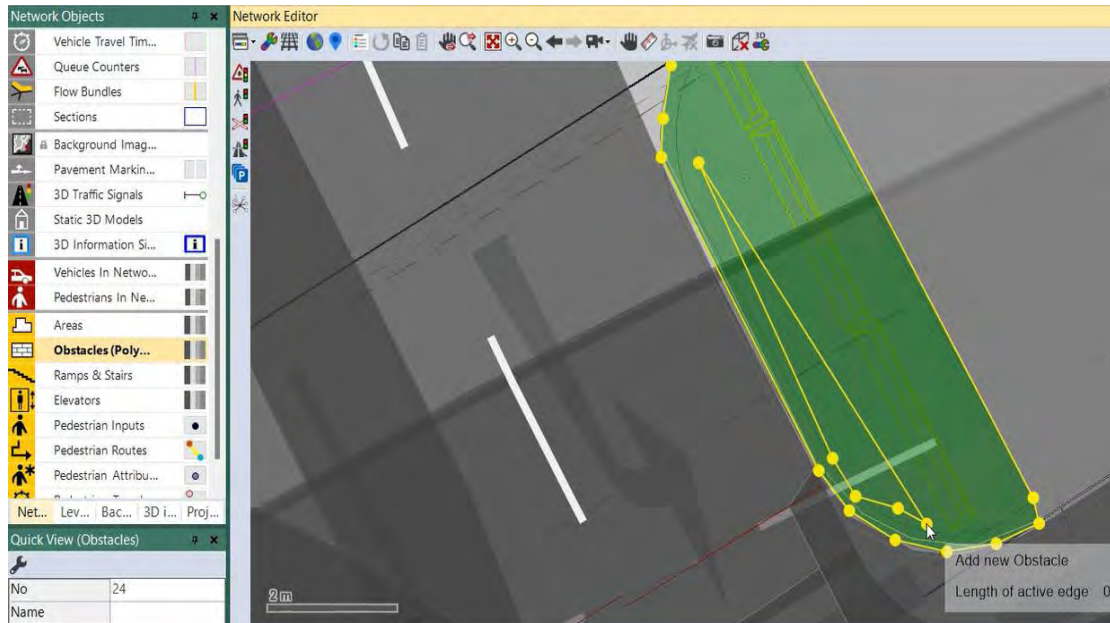 Network Objects
Network Editor
Vehicle Travel Tim...
Queue Counters
Flow Bundles
Sections
Background Imag...
Pavement Markin...
3D Traffic Signals
Static 3D Models
3D Information Si...
Vehicles In Netwo...
Pedestrians In Ne...
Areas
Obstacles (Poly...
Ramps & Stairs
Elevators
Pedestrian Inputs
Pedestrian Routes
Pedestrian Attribu...
Net... Lev... Bac... 3D i... Proj...
Quick View (Obstacles)
No 24
Name
2 m
Add new Obstacle
Length of active edge 0